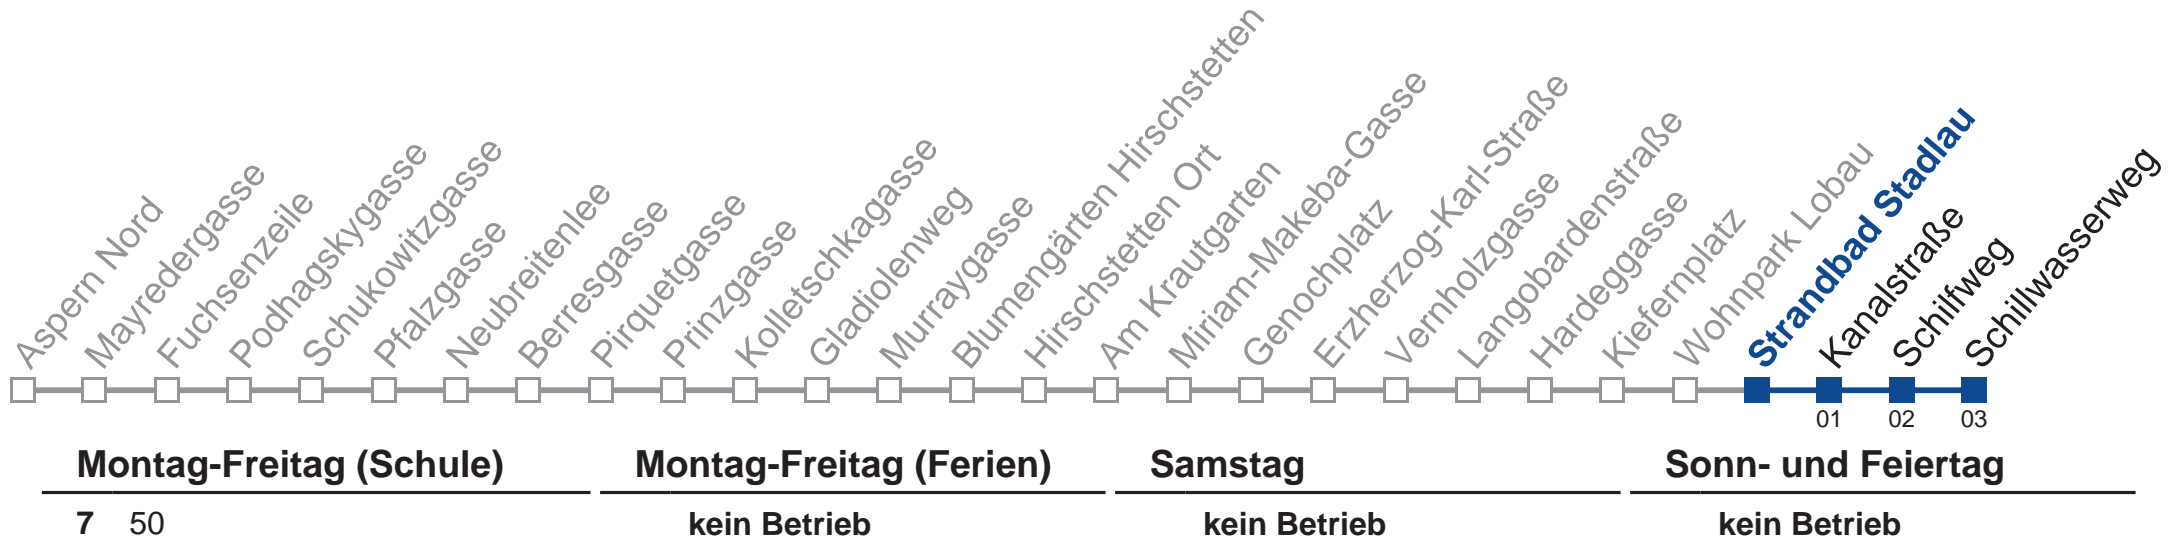 Aspern Nord
Mayredergasse
Fuchsenzeile
Podhagskygasse
Schukowitzgasse
Pfalzgasse
Neubreitenlee
Berresgasse
Pirquetgasse
Prinzgasse
Kolletschkagasse
Gladiolenweg
Murraygasse
Blumengärten Hirschstetten
Hirschstetten Ort
Am Krautgarten
Miriam-Makeba-Gasse
Genochplatz
Erzherzog-Karl-Straße
Vernholzgasse
Langobardenstraße
Hardeggasse
Kiefernplatz
Wohnpark Lobau
Strandbad Stadlau
Kanalstraße
Schilfweg
Schillwasserweg
01 02 03
Montag-Freitag (Schule) Montag-Freitag (Ferien) Samstag Sonn- und Feiertag
7 50 kein Betrieb kein Betrieb kein Betrieb